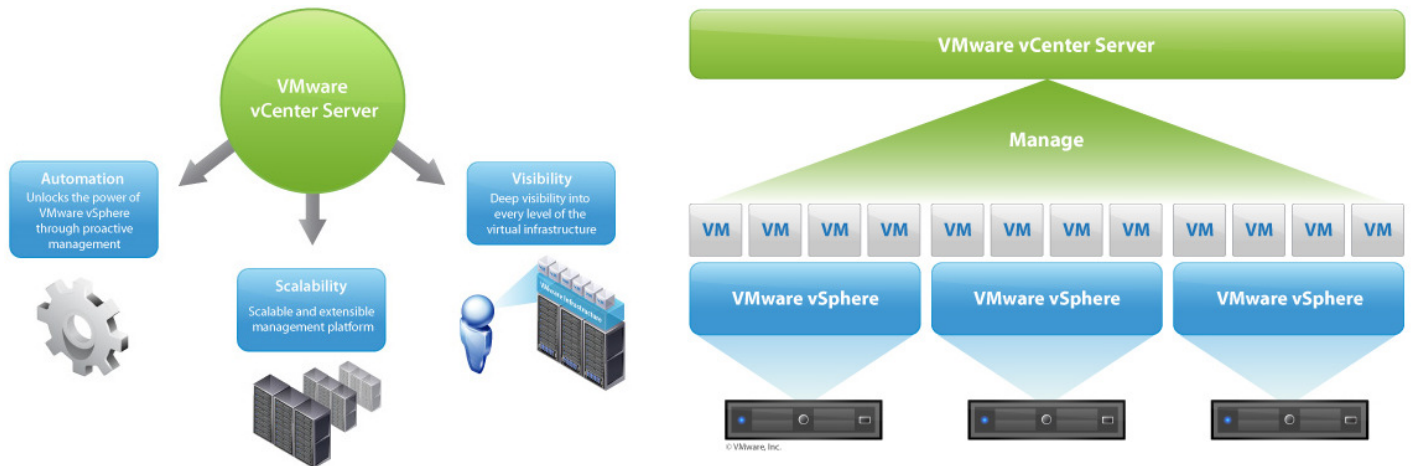 VMware
vCenter Server
Automation
Unlocks the power of
VMware vSphere
through proactive
management
Scalability
Scalable and extensible
management platform
Visibility
Deep visibility into
every level of the
virtual infrastructure
VMware Infrastructure
VMware vCenter Server
Manage
VM VM VM VM VM VM VM VM VM VM VM VM
VMware vSphere VMware vSphere VMware vSphere
© VMware, Inc.